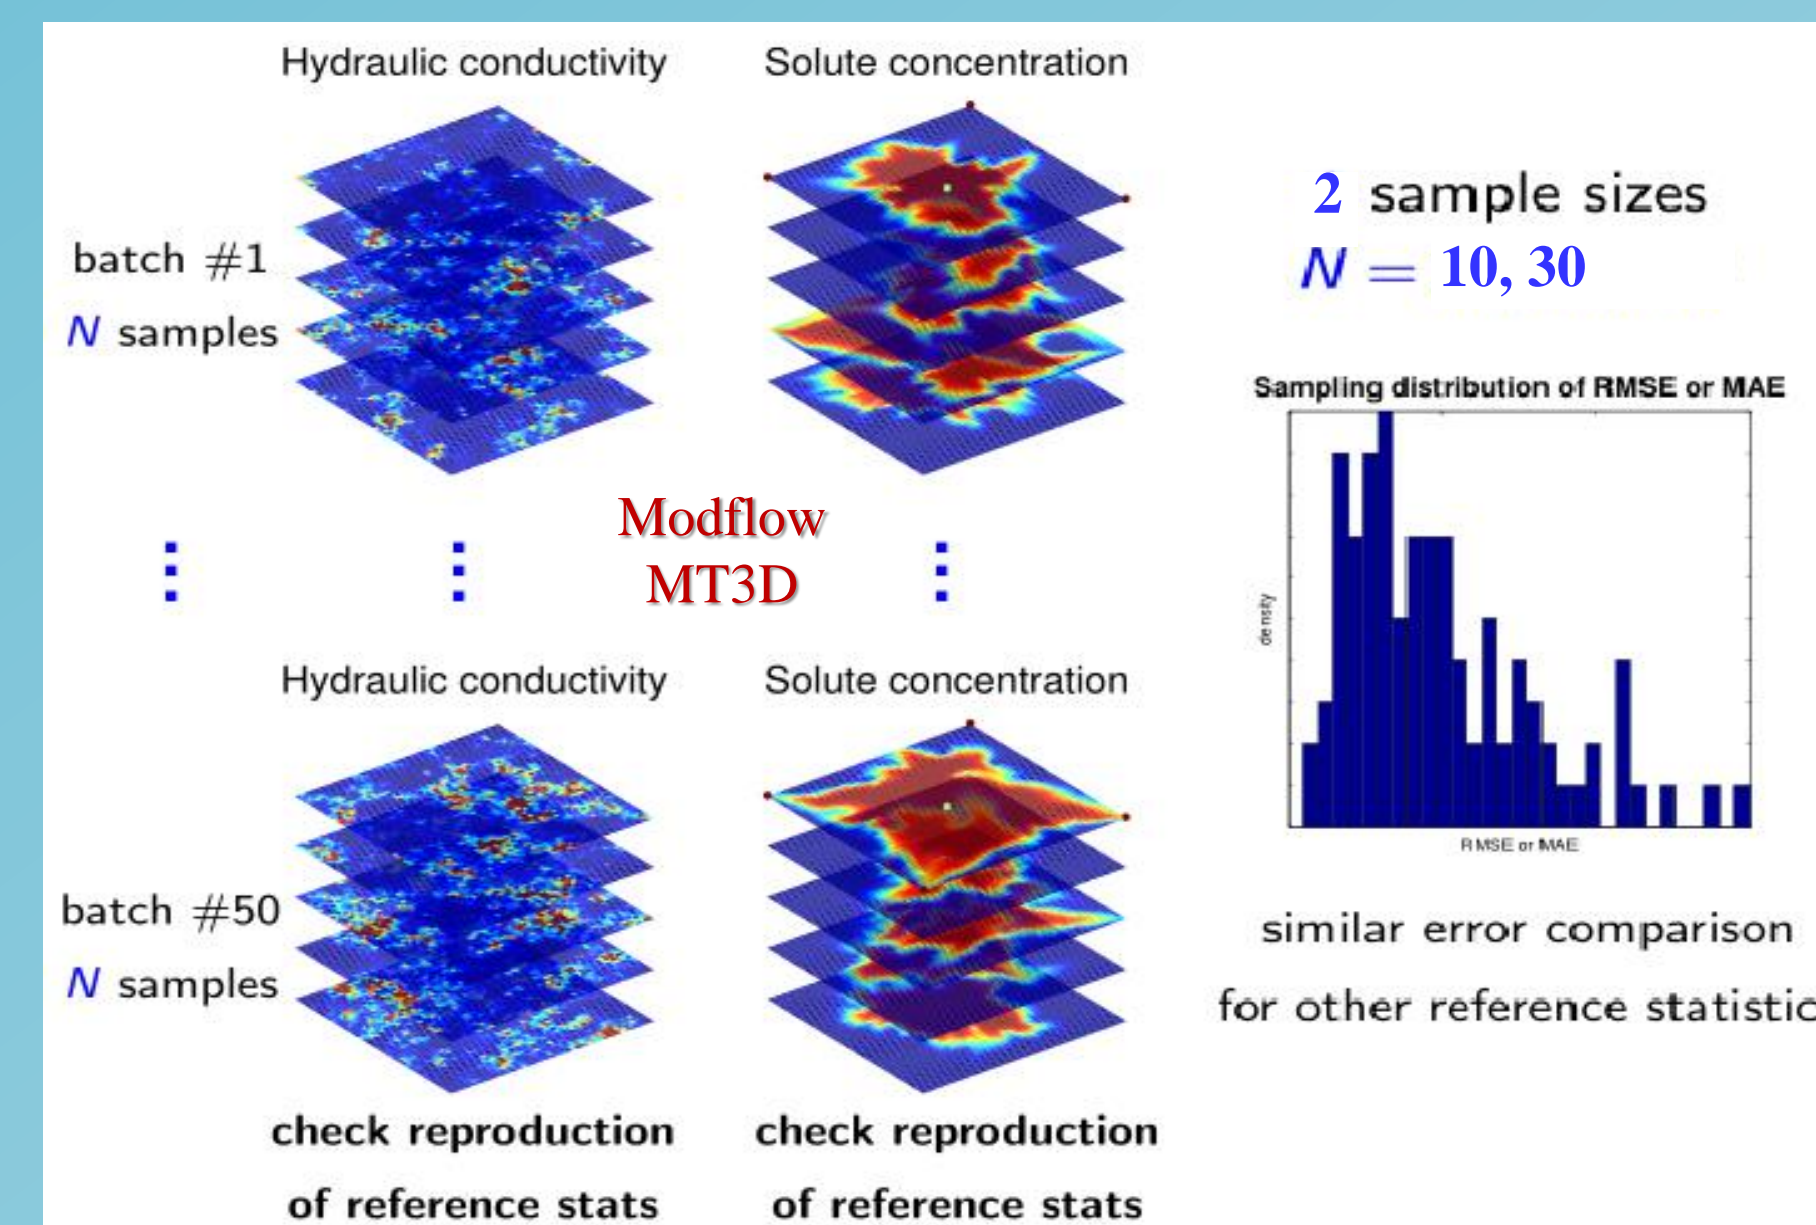 Hydraulic conductivity
Solute concentration
batch #1
N samples
2 sample sizes
N = 10, 30
Sampling distribution of RMSE or MAE
density
RMSE or MAE
Modflow
MT3D
Hydraulic conductivity
Solute concentration
batch #50
N samples
similar error comparison
for other reference statistic
check reproduction
of reference stats
check reproduction
of reference stats